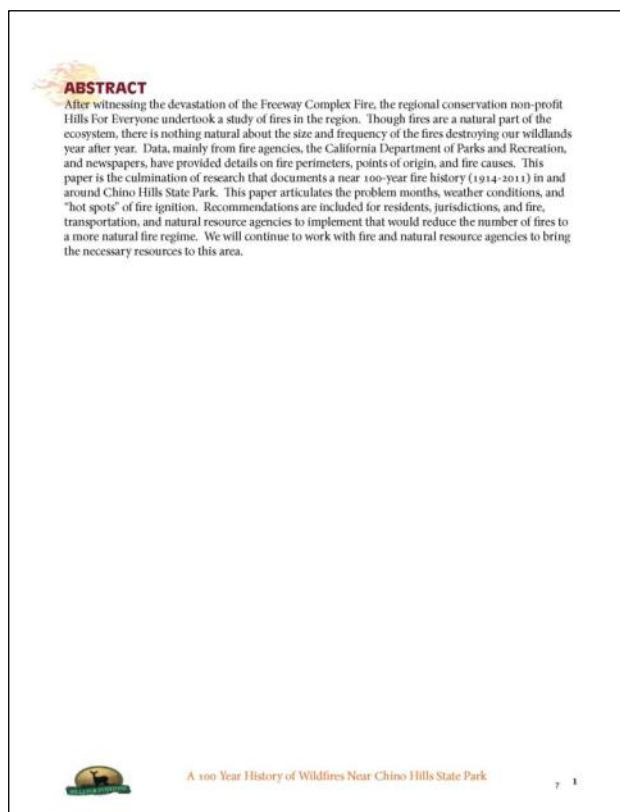 ABSTRACT
After witnessing the devastation of the Freeway Complex Fire, the regional conservation non-profit
Hills For Everyone undertook a study of fires in the region. Though fires are a natural part of the
ecosystem, there is nothing natural about the size and frequency of the fires destroying our wildlands
year after year. Data, mainly from fire agencies, the California Department of Parks and Recreation,
and newspapers, have provided details on fire perimeters, points of origin, and fire causes. This
paper is the culmination of research that documents a near 100-year fire history (1914-2011) in and
around Chino Hills State Park. This paper articulates the problem months, weather conditions, and
"hot spots" of fire ignition. Recommendations are included for residents, jurisdictions, and fire,
transportation, and natural resource agencies to implement that would reduce the number of fires to
a more natural fire regime. We will continue to work with fire and natural resource agencies to bring
the necessary resources to this area.
HILLS FOR EVERYONE
A 100 Year History of Wildfires Near Chino Hills State Park
7 1